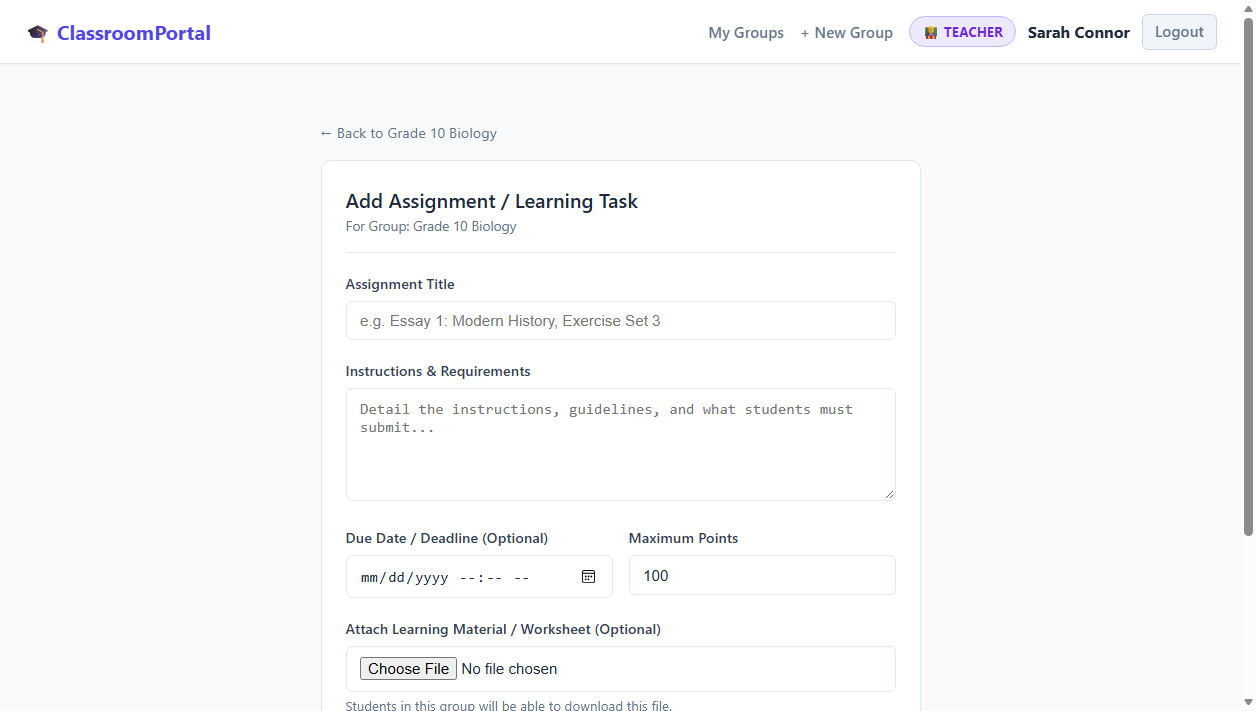 ClassroomPortal
My Groups
+ New Group
TEACHER
Sarah Connor
Logout
← Back to Grade 10 Biology
Add Assignment / Learning Task
For Group: Grade 10 Biology
Assignment Title
e.g. Essay 1: Modern History, Exercise Set 3
Instructions & Requirements
Detail the instructions, guidelines, and what students must
submit...
Due Date / Deadline (Optional)
Maximum Points
mm/dd/yyyy --:-- --
100
Attach Learning Material / Worksheet (Optional)
Choose File No file chosen
Students in this group will be able to download this file.